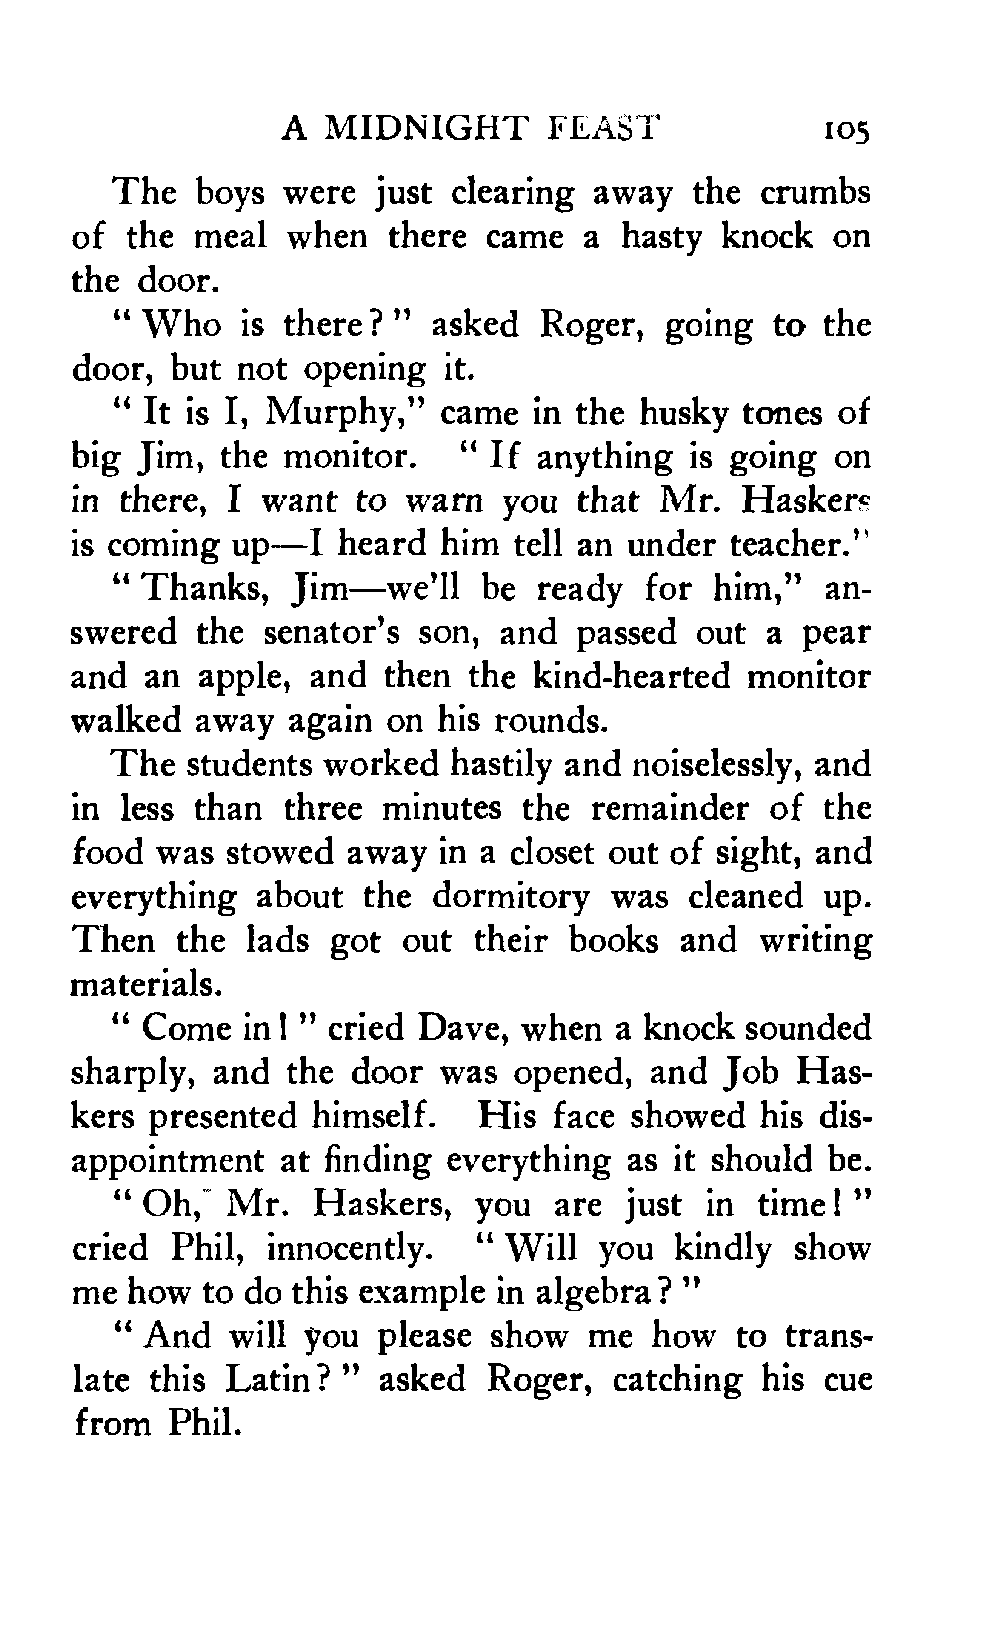 A MIDNIGHT FEAST 105
The boys were just clearing away the crumbs
of the meal when there came a hasty knock on
the door.
" Who is there? " asked Roger, going to the
door, but not opening it.
" It is I, Murphy," came in the husky tones of
big Jim, the monitor. " If anything is going on
in there, I want to warn you that Mr. Haskers
is coming up—I heard him tell an under teacher."
" Thanks, Jim—we'll be ready for him," an-
swered the senator's son, and passed out a pear
and an apple, and then the kind-hearted monitor
walked away again on his rounds.
The students worked hastily and noiselessly, and
in less than three minutes the remainder of the
food was stowed away in a closet out of sight, and
everything about the dormitory was cleaned up.
Then the lads got out their books and writing
materials.
" Come in! " cried Dave, when a knock sounded
sharply, and the door was opened, and Job Has-
kers presented himself. His face showed his dis-
appointment at finding everything as it should be.
" Oh, Mr. Haskers, you are just in time! "
cried Phil, innocently. " Will you kindly show
me how to do this example in algebra? "
" And will you please show me how to trans-
late this Latin? " asked Roger, catching his cue
from Phil.